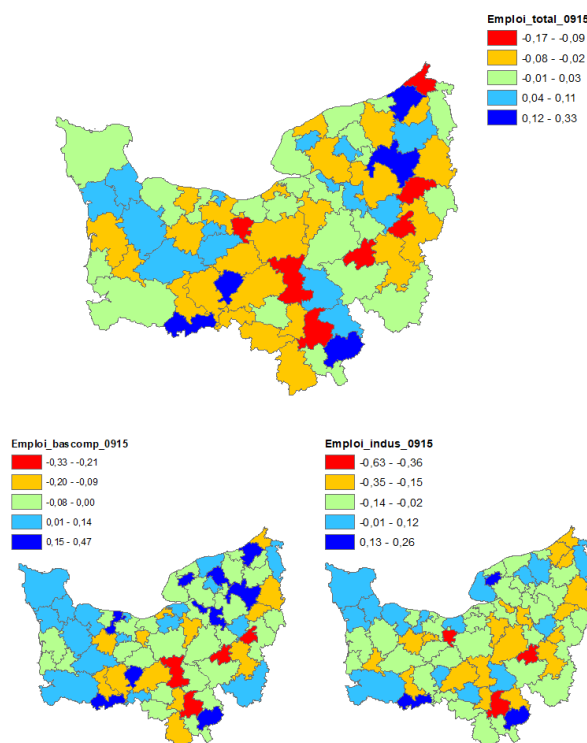 Emploi_total_0915
-0,17 - -0,09
-0,08 - -0,02
-0,01 - 0,03
0,04 - 0,11
0,12 - 0,33
Emploi_bascomp_0915
-0,33 - -0,21
-0,20 - -0,09
-0,08 - 0,00
0,01 - 0,14
0,15 - 0,47
Emploi_indus_0915
-0,63 - -0,36
-0,35 - -0,15
-0,14 - -0,02
-0,01 - 0,12
0,13 - 0,26